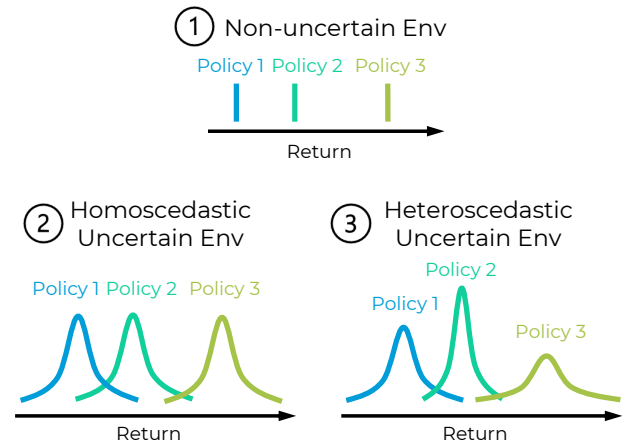 1 Non-uncertain Env
Policy 1 Policy 2 Policy 3
Return
2 Homoscedastic
Uncertain Env
Policy 1 Policy 2 Policy 3
Return
3 Heteroscedastic
Uncertain Env
Policy 2
Policy 1
Policy 3
Return